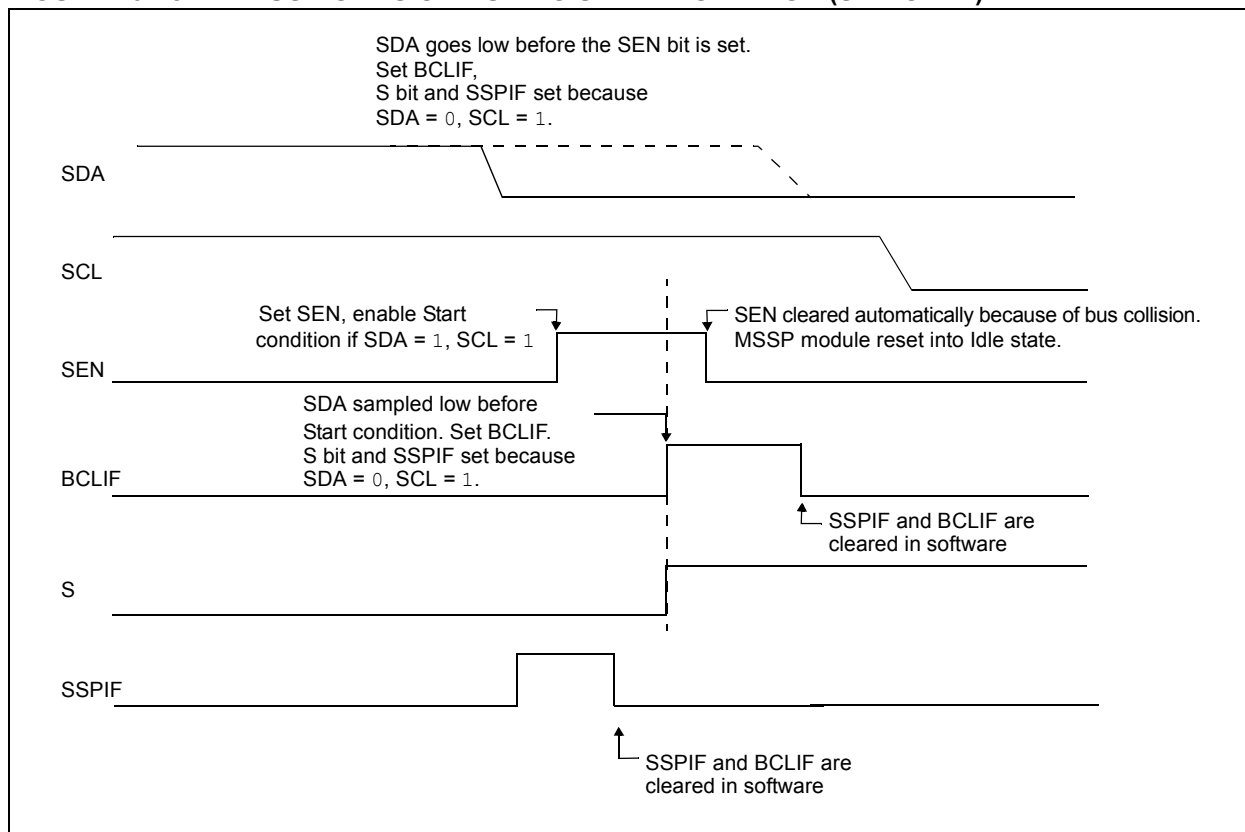 SDA goes low before the SEN bit is set.
Set BCLIF,
S bit and SSPIF set because
SDA = 0, SCL = 1.
SDA
SCL
Set SEN, enable Start
condition if SDA = 1, SCL = 1
SEN cleared automatically because of bus collision.
MSSP module reset into Idle state.
SEN
SDA sampled low before
Start condition. Set BCLIF.
S bit and SSPIF set because
SDA = 0, SCL = 1.
BCLIF
SSPIF and BCLIF are
cleared in software
S
SSPIF
SSPIF and BCLIF are
cleared in software